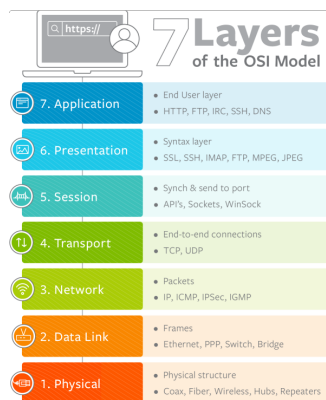 https://
7 Layers
of the OSI Model
7. Application
End User layer
HTTP, FTP, IRC, SSH, DNS
6. Presentation
Syntax layer
SSL, SSH, IMAP, FTP, MPEG, JPEG
5. Session
Synch & send to port
API's, Sockets, WinSock
4. Transport
End-to-end connections
TCP, UDP
3. Network
Packets
IP, ICMP, IPSec, IGMP
2. Data Link
Frames
Ethernet, PPP, Switch, Bridge
1. Physical
Physical structure
Coax, Fiber, Wireless, Hubs, Repeaters